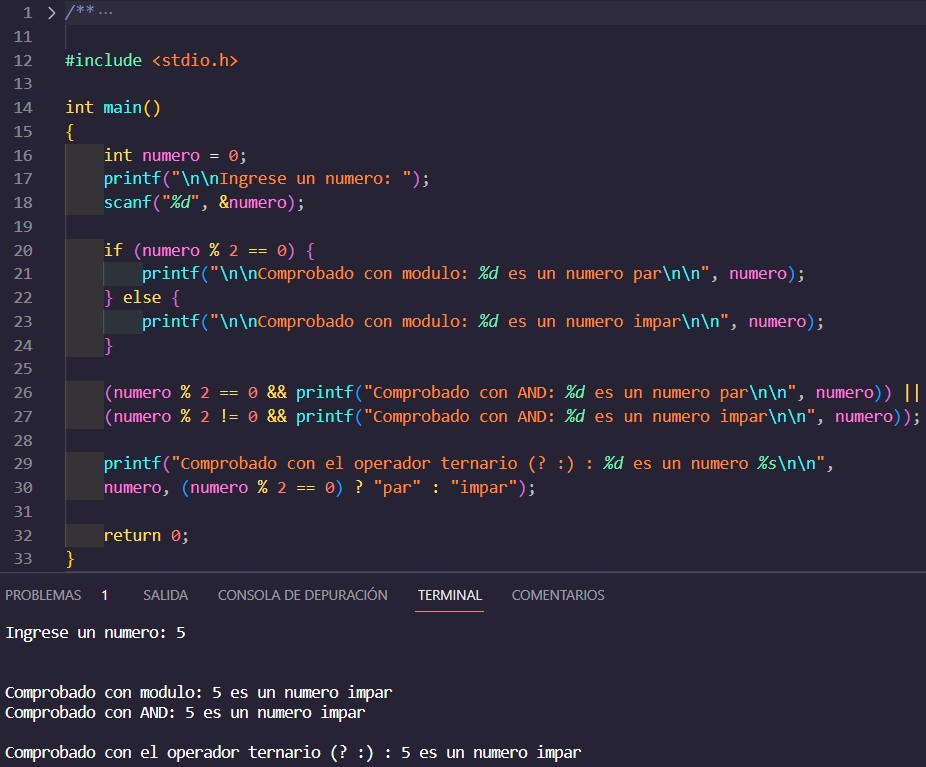 1 > /** ...
11
12 #include <stdio.h>
13
14 int main()
15 {
16     int numero = 0;
17     printf("\n\nIngrese un numero: ");
18     scanf("%d", &numero);
19
20     if (numero % 2 == 0) {
21         printf("\n\nComprobado con modulo: %d es un numero par\n\n", numero);
22     } else {
23         printf("\n\nComprobado con modulo: %d es un numero impar\n\n", numero);
24     }
25
26     (numero % 2 == 0 && printf("Comprobado con AND: %d es un numero par\n\n", numero)) ||
27     (numero % 2 != 0 && printf("Comprobado con AND: %d es un numero impar\n\n", numero));
28
29     printf("Comprobado con el operador ternario (? :) : %d es un numero %s\n\n",
30     numero, (numero % 2 == 0) ? "par" : "impar");
31
32     return 0;
33 }
PROBLEMAS 1 SALIDA CONSOLA DE DEPURACIÓN TERMINAL COMENTARIOS
Ingrese un numero: 5
Comprobado con modulo: 5 es un numero impar
Comprobado con AND: 5 es un numero impar
Comprobado con el operador ternario (? :) : 5 es un numero impar